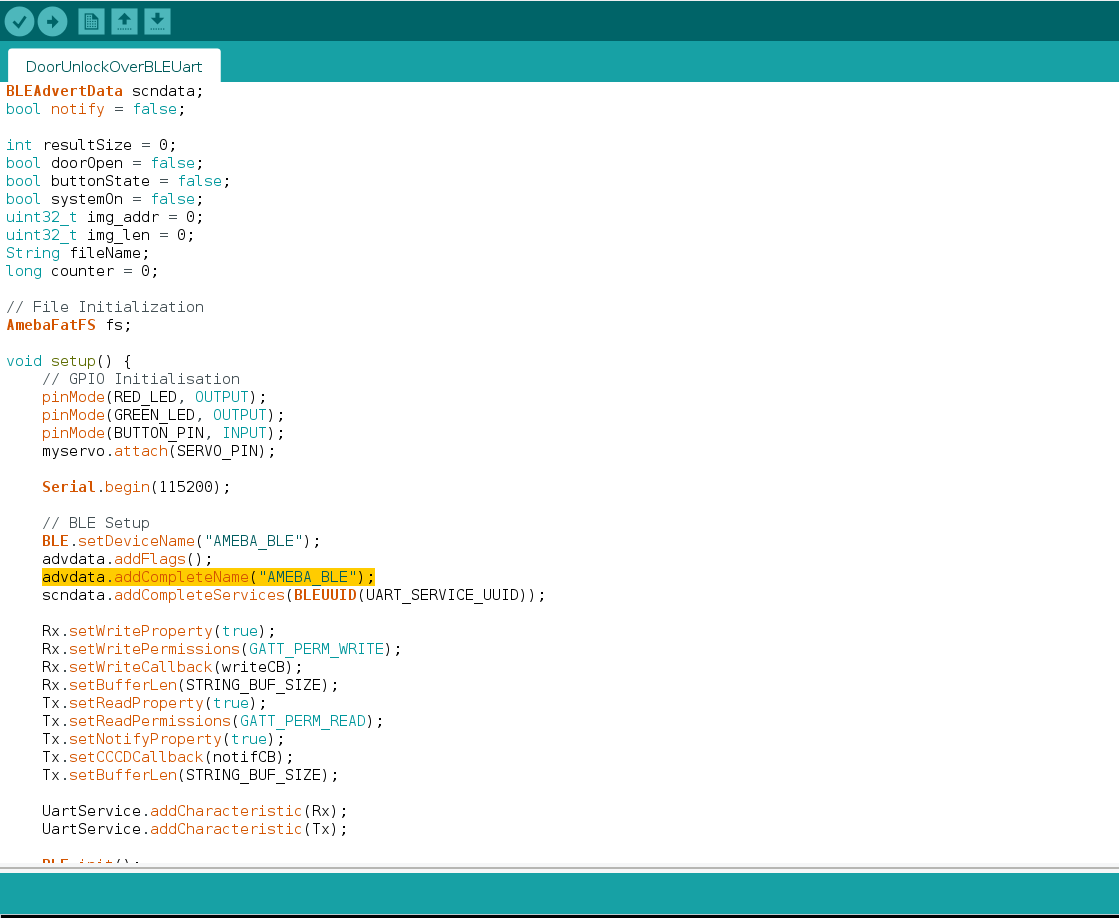 DoorUnlockOverBLEUart
BLEAdvertData scndata;
bool notify = false;
int resultSize = 0;
bool doorOpen = false;
bool buttonState = false;
bool systemOn = false;
uint32_t img_addr = 0;
uint32_t img_len = 0;
String fileName;
long counter = 0;
// File Initialization
AmebaFatFS fs;
void setup() {
// GPIO Initialisation
pinMode(RED_LED, OUTPUT);
pinMode(GREEN_LED, OUTPUT);
pinMode(BUTTON_PIN, INPUT);
myservo.attach(SERVO_PIN);
Serial.begin(115200);
// BLE Setup
BLE.setDeviceName("AMEBA_BLE");
advdata.addFlags();
advdata.addCompleteName("AMEBA_BLE");
scndata.addCompleteServices(BLEUUID(UART_SERVICE_UUID));
Rx.setWriteProperty(true);
Rx.setWritePermissions(GATT_PERM_WRITE);
Rx.setWriteCallback(writeCB);
Rx.setBufferLen(STRING_BUF_SIZE);
Tx.setReadProperty(true);
Tx.setReadPermissions(GATT_PERM_READ);
Tx.setNotifyProperty(true);
Tx.setCCCDCallback(notifCB);
Tx.setBufferLen(STRING_BUF_SIZE);
UartService.addCharacteristic(Rx);
UartService.addCharacteristic(Tx);
BLE.init();